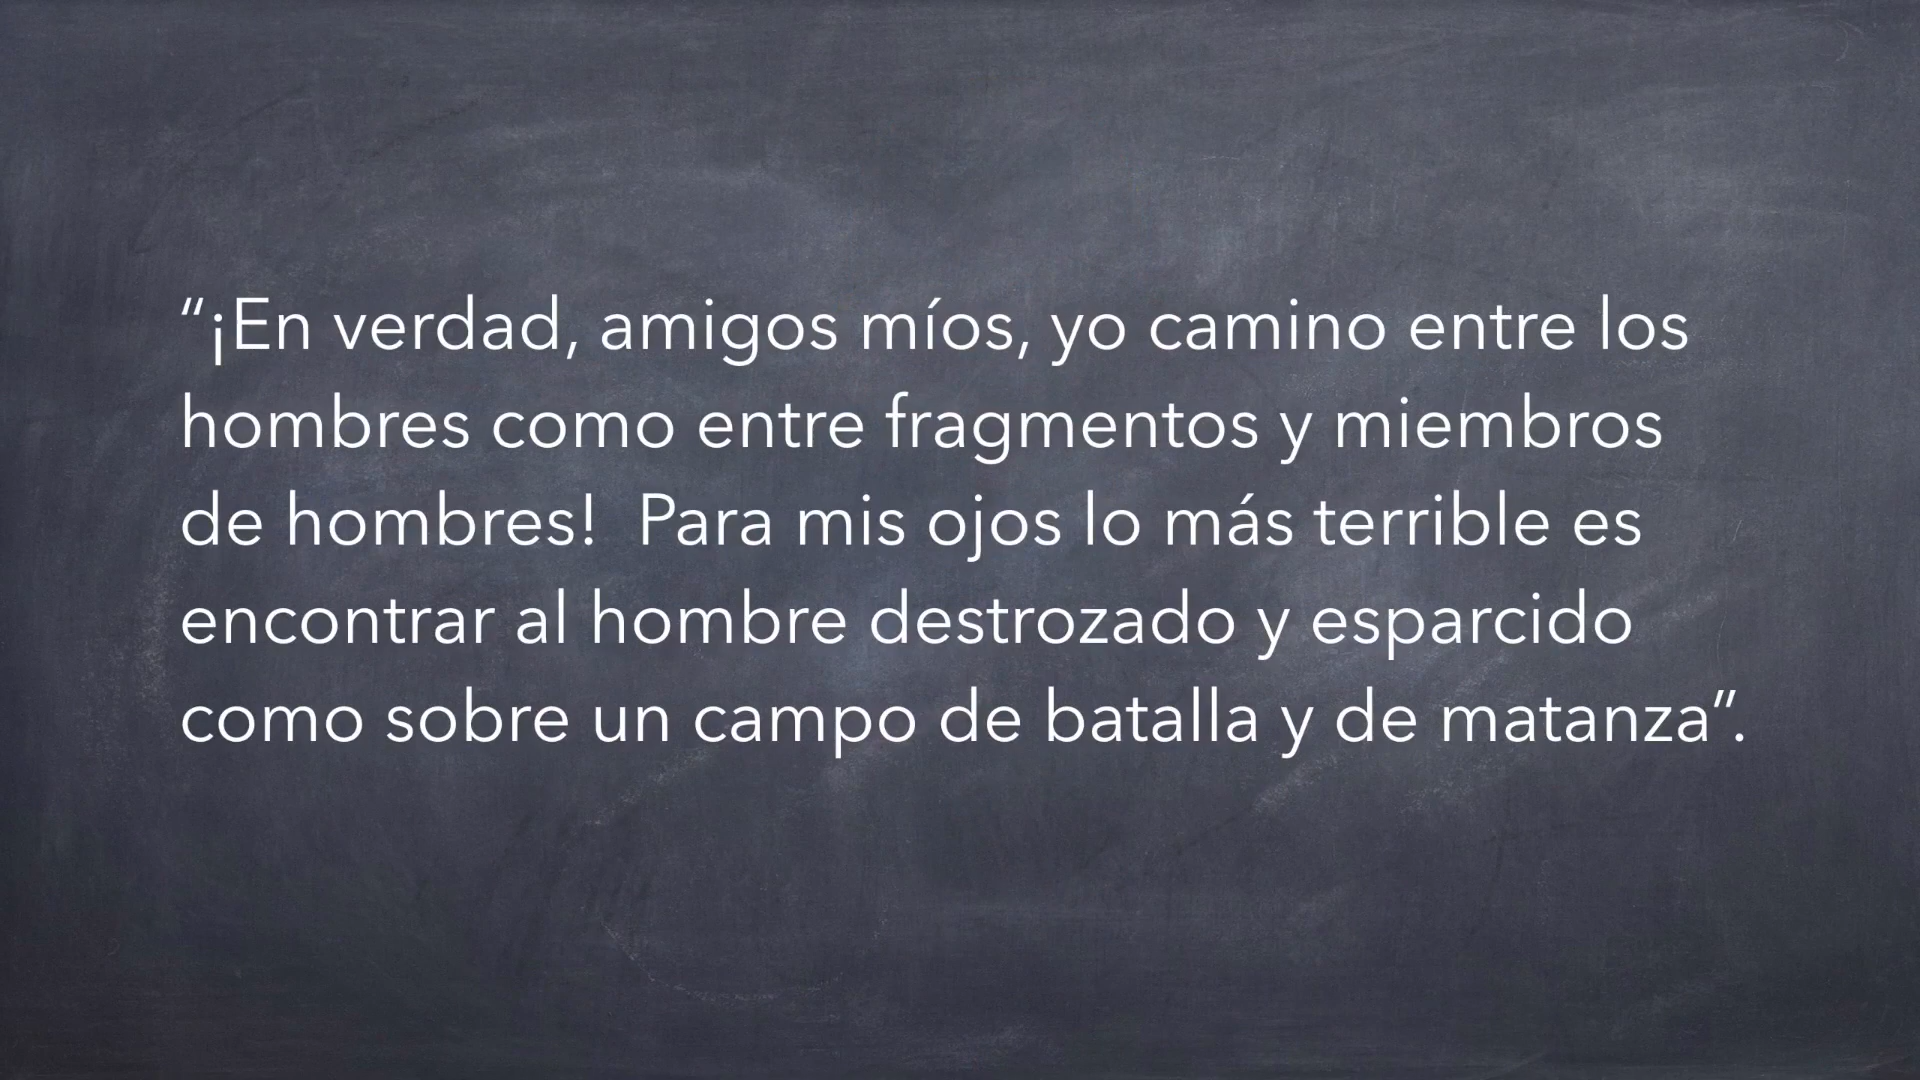 “¡En verdad, amigos míos, yo camino entre los
hombres como entre fragmentos y miembros
de hombres!  Para mis ojos lo más terrible es
encontrar al hombre destrozado y esparcido
como sobre un campo de batalla y de matanza”.